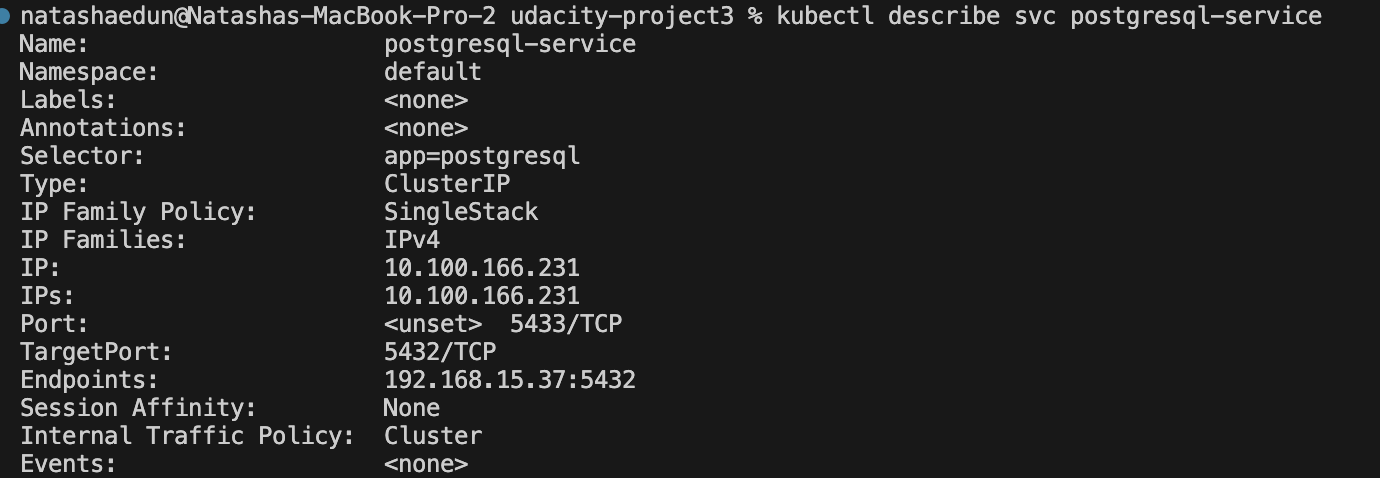 natashaedun@Natashas-MacBook-Pro-2 udacity-project3 % kubectl describe svc postgresql-service
Name:                     postgresql-service
Namespace:                default
Labels:                   <none>
Annotations:              <none>
Selector:                 app=postgresql
Type:                     ClusterIP
IP Family Policy:         SingleStack
IP Families:              IPv4
IP:                       10.100.166.231
IPs:                      10.100.166.231
Port:                     <unset>  5433/TCP
TargetPort:               5432/TCP
Endpoints:                192.168.15.37:5432
Session Affinity:         None
Internal Traffic Policy:  Cluster
Events:                   <none>